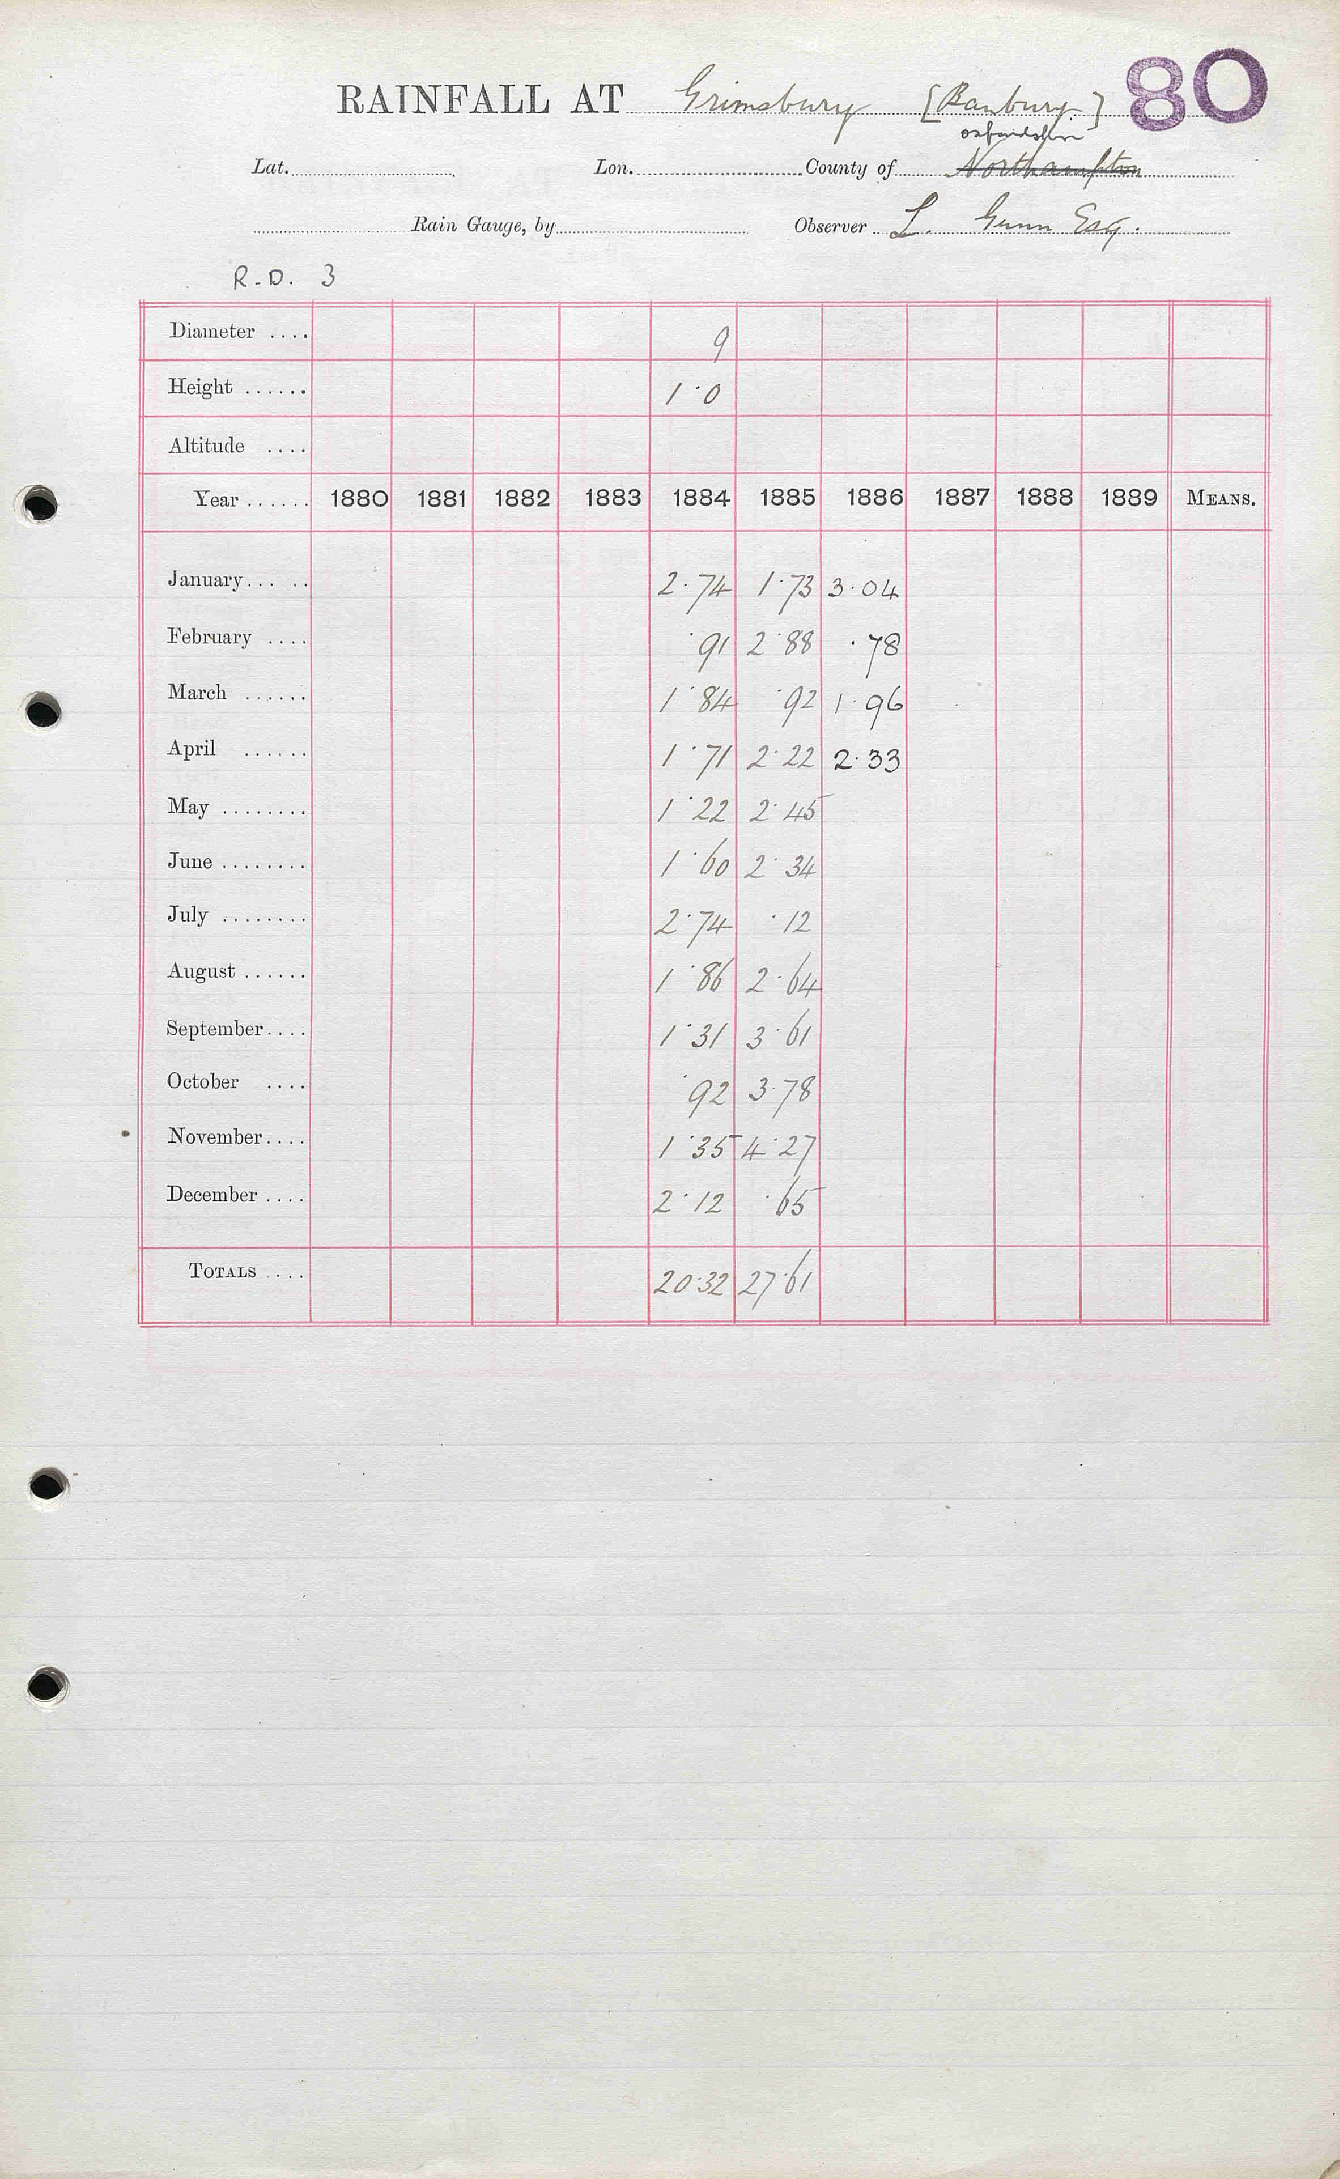 80
RAINFALL AT Grimsbury [Banbury.]
Oxfordshire
Lat. Lon. County of Northampton
Rain Gauge, by Observer L. Gunn Esq.
R.D. 3
Diameter .... 9
Height ...... 1·0
Altitude ....
Year ...... 1880 1881 1882 1883 1884 1885 1886 1887 1888 1889 MEANS.
January... .. 2·74 1·73 3·04
February .... ·91 2·88 ·78
March ...... 1·84 ·92 1·96
April ...... 1·71 2·22 2·33
May ........ 1·22 2·45
June ........ 1·60 2·34
July ........ 2·74 ·12
August ...... 1·86 2·64
September.... 1·31 3·61
October .... ·92 3·78
November.... 1·35 4·27
December .... 2·12 ·65
TOTALS .... 20·32 27·61